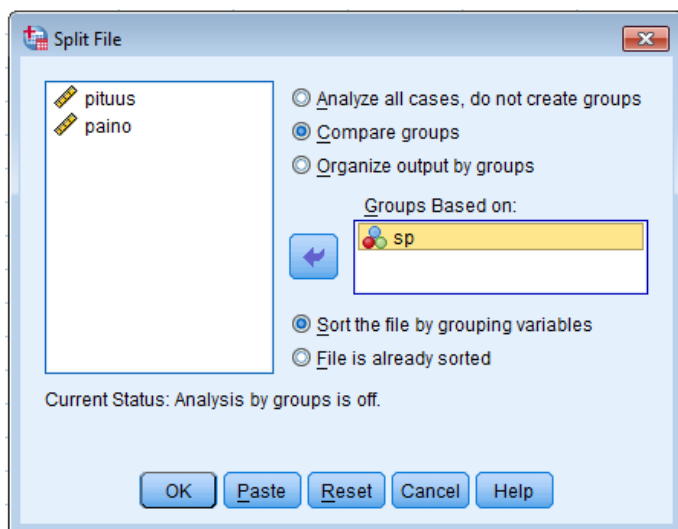 Split File
pituus
paino
Analyze all cases, do not create groups
Compare groups
Organize output by groups
Groups Based on:
sp
Sort the file by grouping variables
File is already sorted
Current Status: Analysis by groups is off.
OK Paste Reset Cancel Help